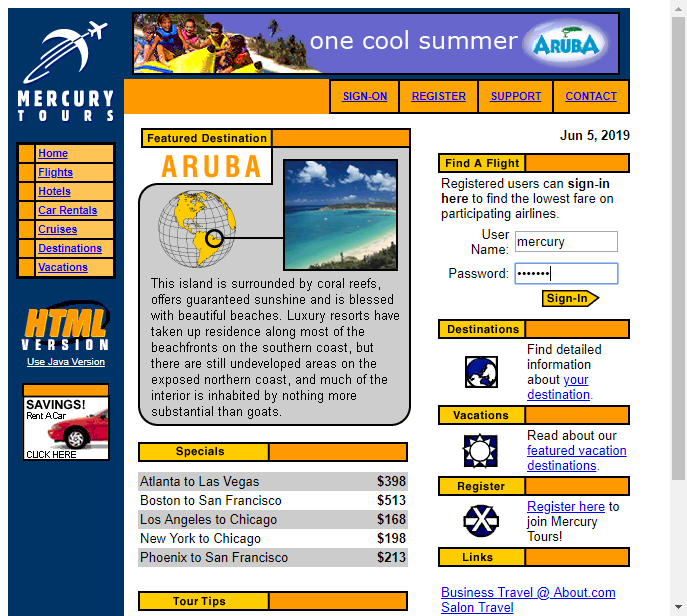 one cool summer ARUBA
MERCURY
TOURS
SIGN-ON REGISTER SUPPORT CONTACT
Home
Flights
Hotels
Car Rentals
Cruises
Destinations
Vacations
HTML
VERSION
Use Java Version
SAVINGS!
Rent A Car
CLICK HERE
Featured Destination
ARUBA
This island is surrounded by coral reefs,
offers guaranteed sunshine and is blessed
with beautiful beaches. Luxury resorts have
taken up residence along most of the
beachfronts on the southern coast, but
there are still undeveloped areas on the
exposed northern coast, and much of the
interior is inhabited by nothing more
substantial than goats.
Specials
Atlanta to Las Vegas $398
Boston to San Francisco $513
Los Angeles to Chicago $168
New York to Chicago $198
Phoenix to San Francisco $213
Tour Tips
Jun 5, 2019
Find A Flight
Registered users can sign-in
here to find the lowest fare on
participating airlines.
User
Name: mercury
Password: •••••••
Sign-In
Destinations
Find detailed
information
about your
destination.
Vacations
Read about our
featured vacation
destinations.
Register
Register here to
join Mercury
Tours!
Links
Business Travel @ About.com
Salon Travel